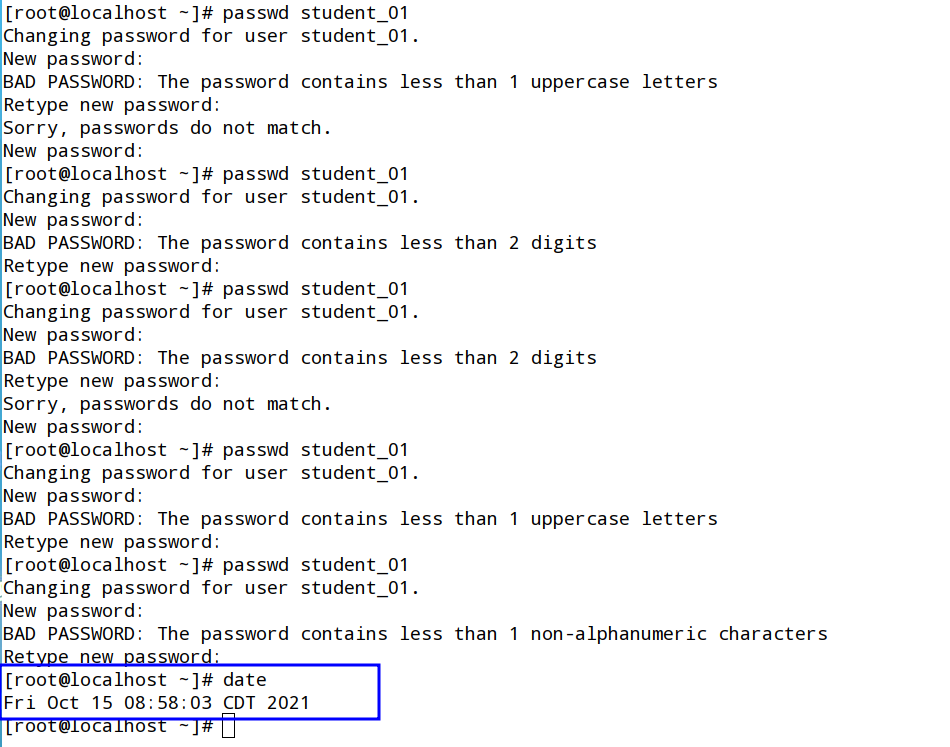 [root@localhost ~]# passwd student_01
Changing password for user student_01.
New password:
BAD PASSWORD: The password contains less than 1 uppercase letters
Retype new password:
Sorry, passwords do not match.
New password:
[root@localhost ~]# passwd student_01
Changing password for user student_01.
New password:
BAD PASSWORD: The password contains less than 2 digits
Retype new password:
[root@localhost ~]# passwd student_01
Changing password for user student_01.
New password:
BAD PASSWORD: The password contains less than 2 digits
Retype new password:
Sorry, passwords do not match.
New password:
[root@localhost ~]# passwd student_01
Changing password for user student_01.
New password:
BAD PASSWORD: The password contains less than 1 uppercase letters
Retype new password:
[root@localhost ~]# passwd student_01
Changing password for user student_01.
New password:
BAD PASSWORD: The password contains less than 1 non-alphanumeric characters
Retype new password:
[root@localhost ~]# date
Fri Oct 15 08:58:03 CDT 2021
[root@localhost ~]#